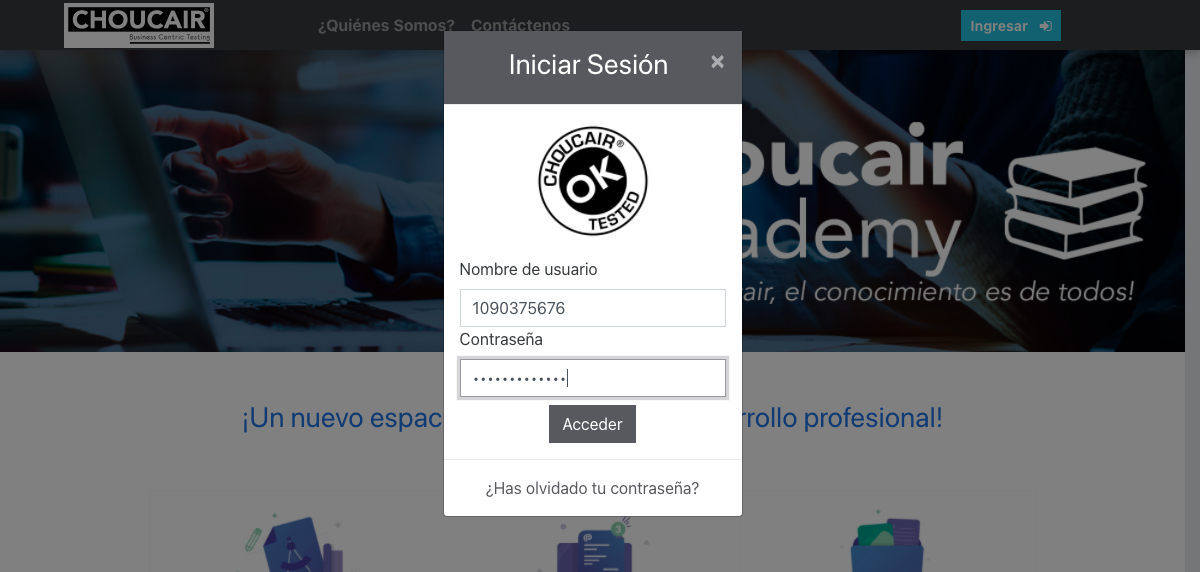 CHOUCAIR®
Business Centric Testing
¿Quiénes Somos? Contáctenos
Ingresar
Iniciar Sesión
×
CHOUCAIR®
OK
TESTED
oucair
ademy
air, el conocimiento es de todos!
Nombre de usuario
1090375676
Contraseña
•••••••••••••
Acceder
¡Un nuevo espac
rrollo profesional!
¿Has olvidado tu contraseña?